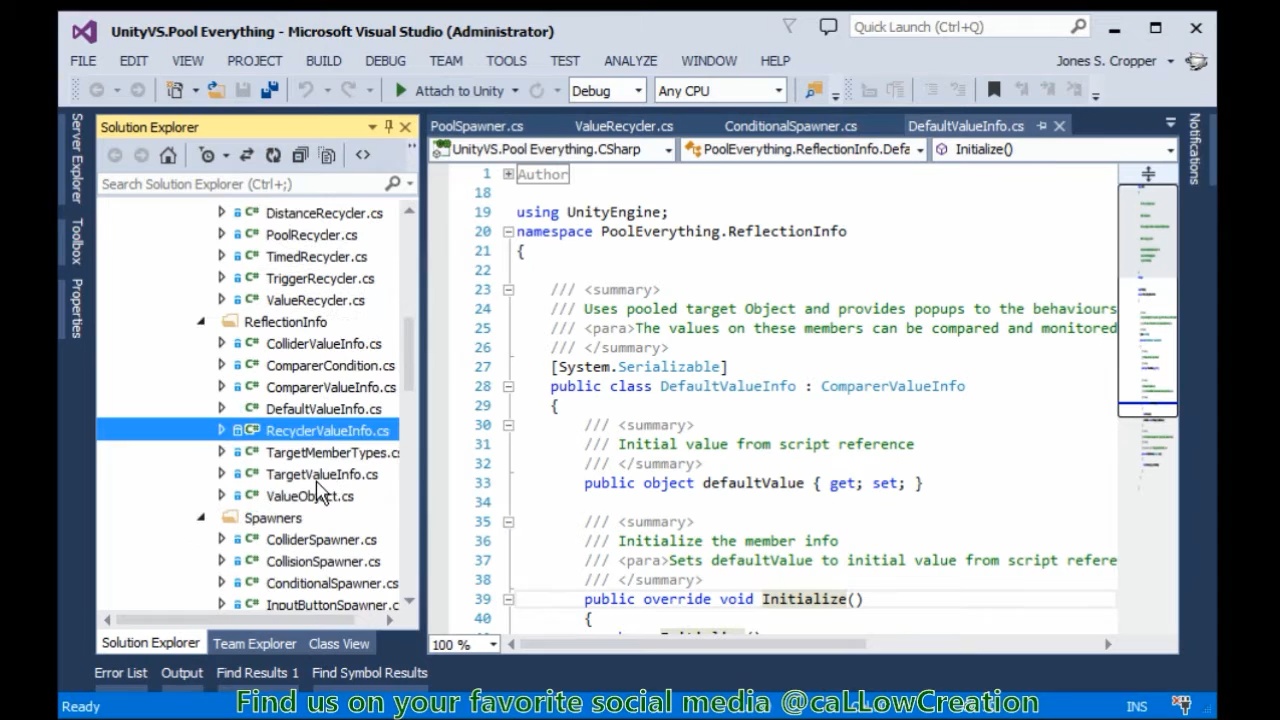 UnityVS.Pool Everything - Microsoft Visual Studio (Administrator)
Quick Launch (Ctrl+Q)
FILE EDIT VIEW PROJECT BUILD DEBUG TEAM TOOLS TEST ANALYZE WINDOW HELP
Jones S. Cropper
Attach to Unity
Debug
Any CPU
Server Explorer
Toolbox
Properties
Solution Explorer
Search Solution Explorer (Ctrl+;)
DistanceRecycler.cs
PoolRecycler.cs
TimedRecycler.cs
TriggerRecycler.cs
ValueRecycler.cs
ReflectionInfo
ColliderValueInfo.cs
ComparerCondition.cs
ComparerValueInfo.cs
DefaultValueInfo.cs
RecyclerValueInfo.cs
TargetMemberTypes.cs
TargetValueInfo.cs
ValueObject.cs
Spawners
ColliderSpawner.cs
CollisionSpawner.cs
ConditionalSpawner.cs
InputButtonSpawner.c
Solution Explorer Team Explorer Class View
PoolSpawner.cs ValueRecycler.cs ConditionalSpawner.cs DefaultValueInfo.cs
UnityVS.Pool Everything.CSharp
PoolEverything.ReflectionInfo.Defa
Initialize()
1 Author
18
19 using UnityEngine;
20 namespace PoolEverything.ReflectionInfo
21 {
22
23 /// <summary>
24 /// Uses pooled target Object and provides popups to the behaviours
25 /// <para>The values on these members can be compared and monitored
26 /// </summary>
27 [System.Serializable]
28 public class DefaultValueInfo : ComparerValueInfo
29 {
30 /// <summary>
31 /// Initial value from script reference
32 /// </summary>
33 public object defaultValue { get; set; }
34
35 /// <summary>
36 /// Initialize the member info
37 /// <para>Sets defaultValue to initial value from script refere
38 /// </summary>
39 public override void Initialize()
40 {
100 %
Notifications
Error List Output Find Results 1 Find Symbol Results
Ready
INS
Find us on your favorite social media @caLLowCreation